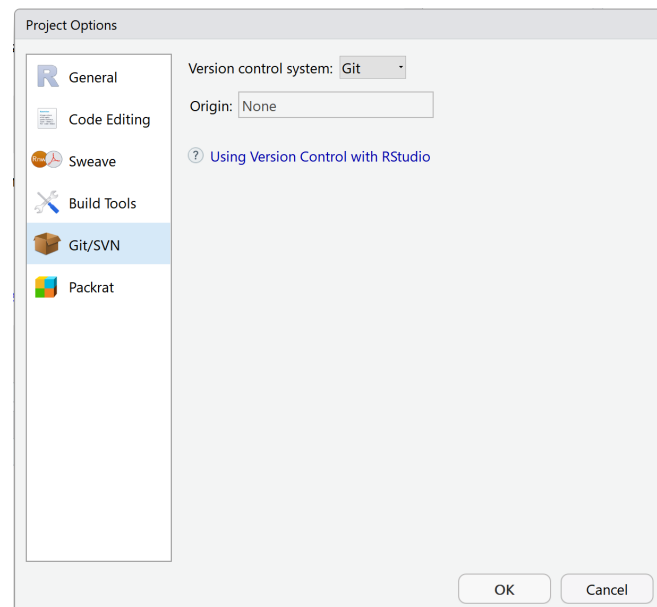 Project Options
General
Code Editing
Sweave
Build Tools
Git/SVN
Packrat
Version control system: Git
Origin: None
? Using Version Control with RStudio
OK Cancel